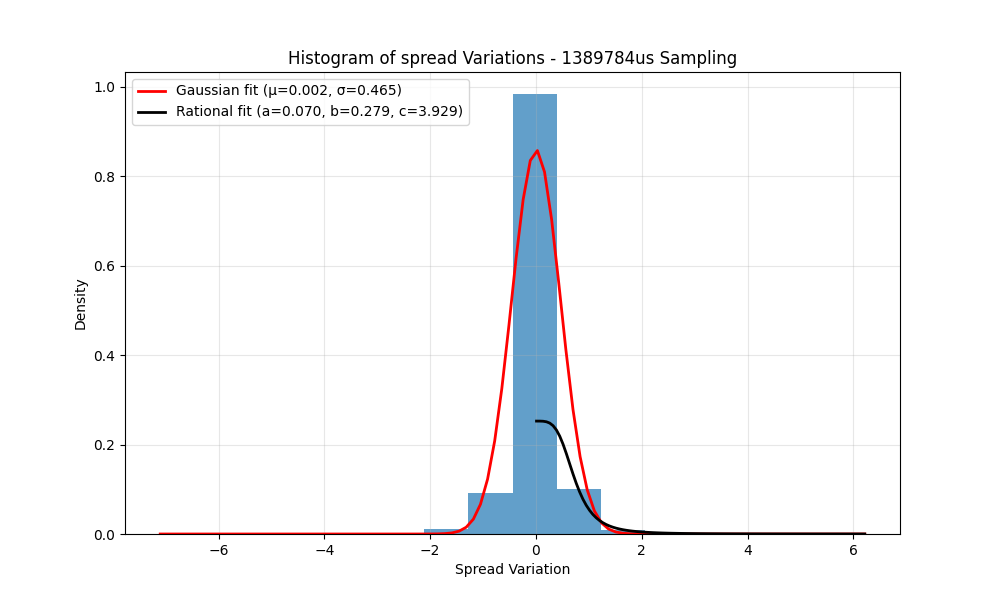 Histogram of spread Variations - 1389784us Sampling
Gaussian fit (μ=0.002, σ=0.465)
Rational fit (a=0.070, b=0.279, c=3.929)
Density
1.0
0.8
0.6
0.4
0.2
0.0
−6
−4
−2
0
2
4
6
Spread Variation